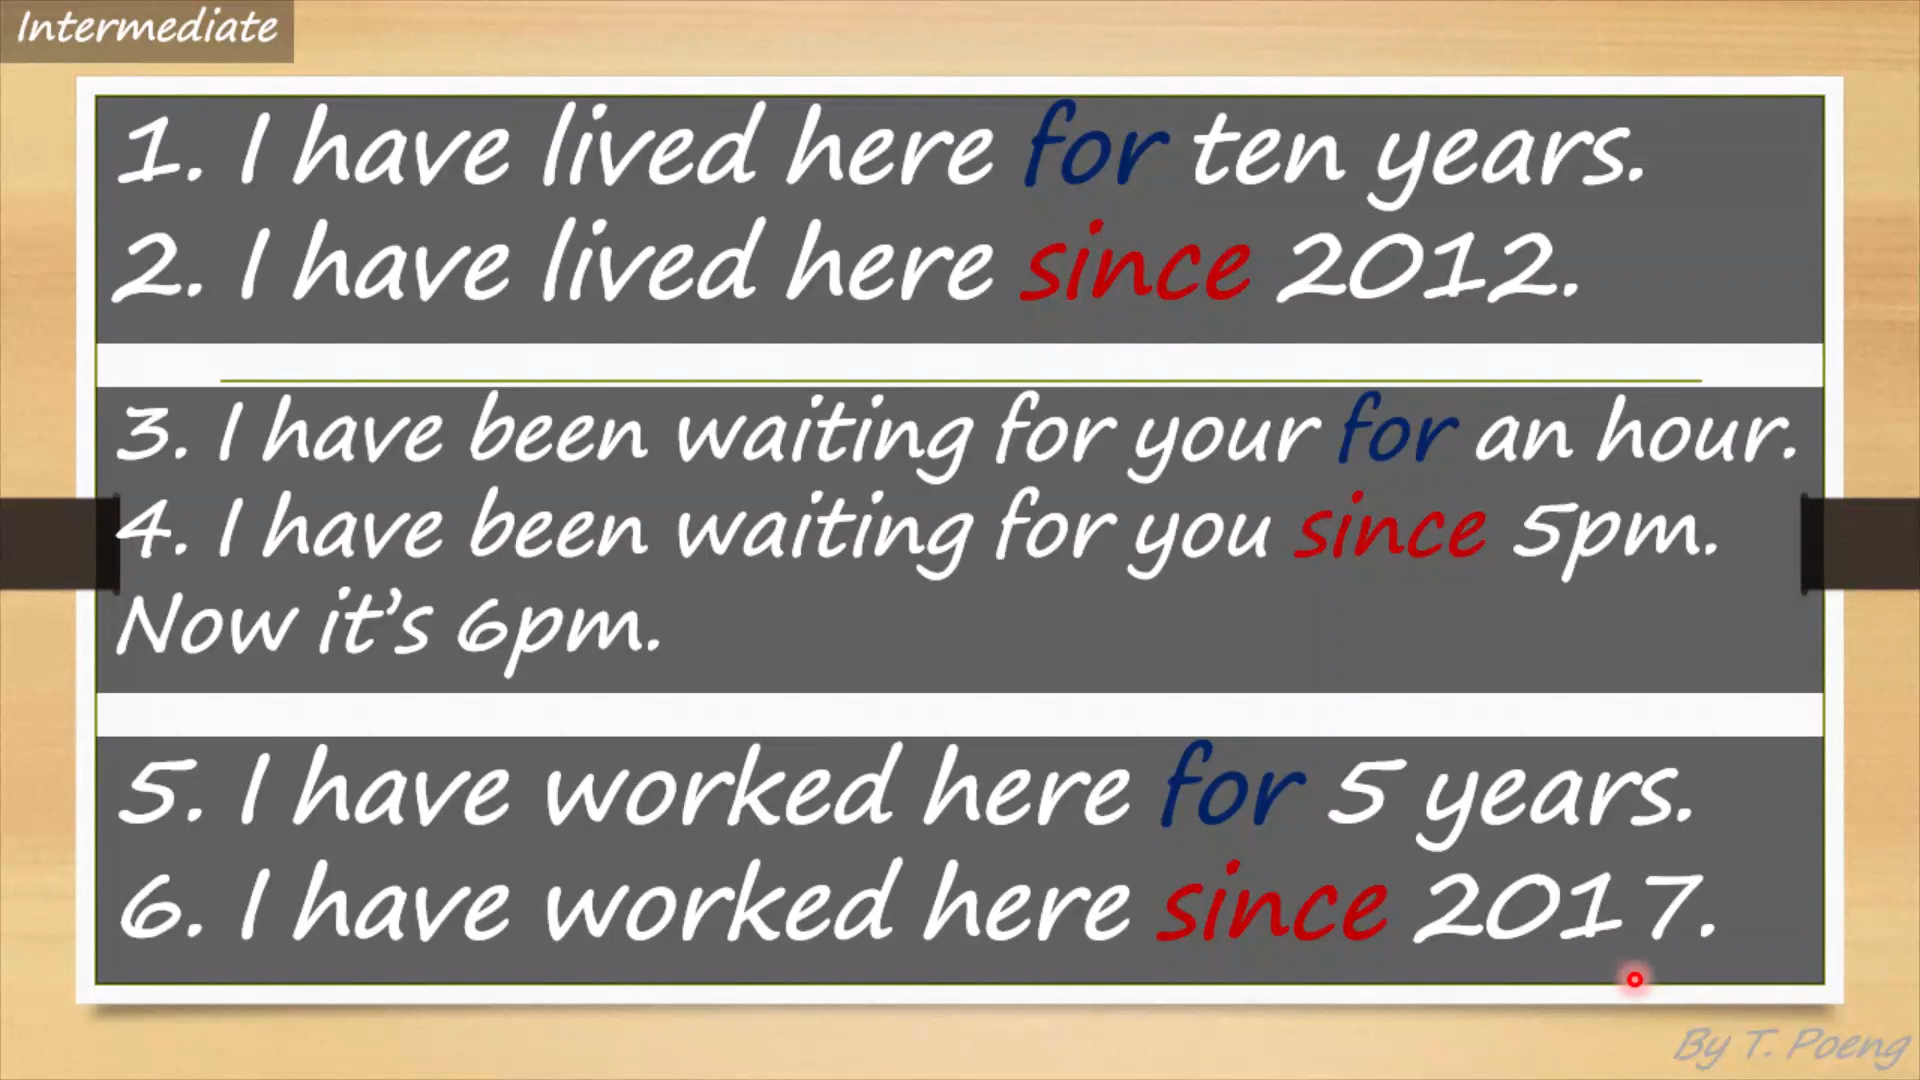 Intermediate
1. I have lived here for ten years.
2. I have lived here since 2012.
3. I have been waiting for your for an hour.
4. I have been waiting for you since 5pm.
Now it's 6pm.
5. I have worked here for 5 years.
6. I have worked here since 2017.
By T. Poeng